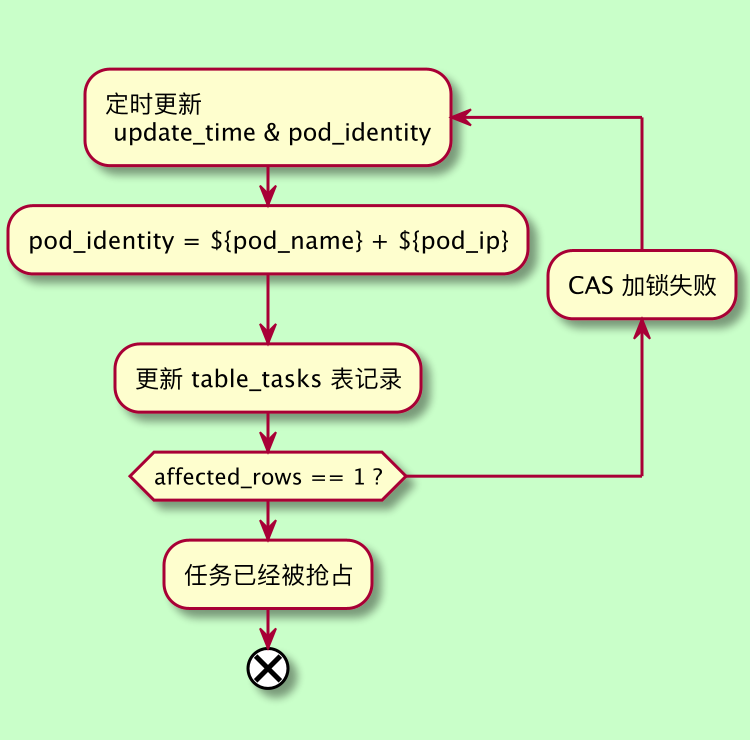 定时更新
update_time & pod_identity
pod_identity = ${pod_name} + ${pod_ip}
CAS 加锁失败
更新 table_tasks 表记录
affected_rows == 1 ?
任务已经被抢占